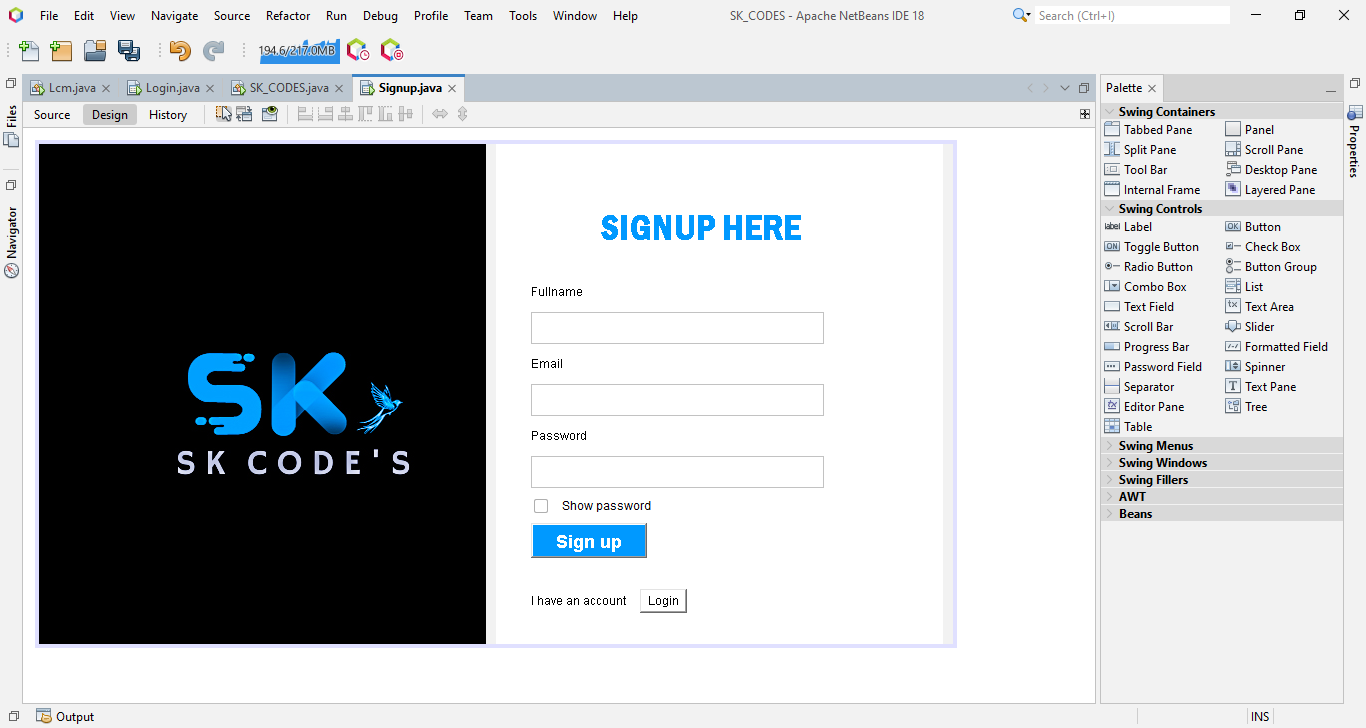 File Edit View Navigate Source Refactor Run Debug Profile Team Tools Window Help
SK_CODES - Apache NetBeans IDE 18
Search (Ctrl+I)
194.6/217.0MB
Lcm.java Login.java SK_CODES.java Signup.java
Source Design History
Files
Navigator
SK
SK CODE'S
SIGNUP HERE
Fullname
Email
Password
Show password
Sign up
I have an account Login
Palette
Swing Containers
Tabbed Pane Panel
Split Pane Scroll Pane
Tool Bar Desktop Pane
Internal Frame Layered Pane
Swing Controls
label Label OK Button
ON Toggle Button Check Box
Radio Button Button Group
Combo Box List
Text Field Text Area
Scroll Bar Slider
Progress Bar Formatted Field
Password Field Spinner
Separator T Text Pane
Editor Pane Tree
Table
Swing Menus
Swing Windows
Swing Fillers
AWT
Beans
Properties
Output
INS